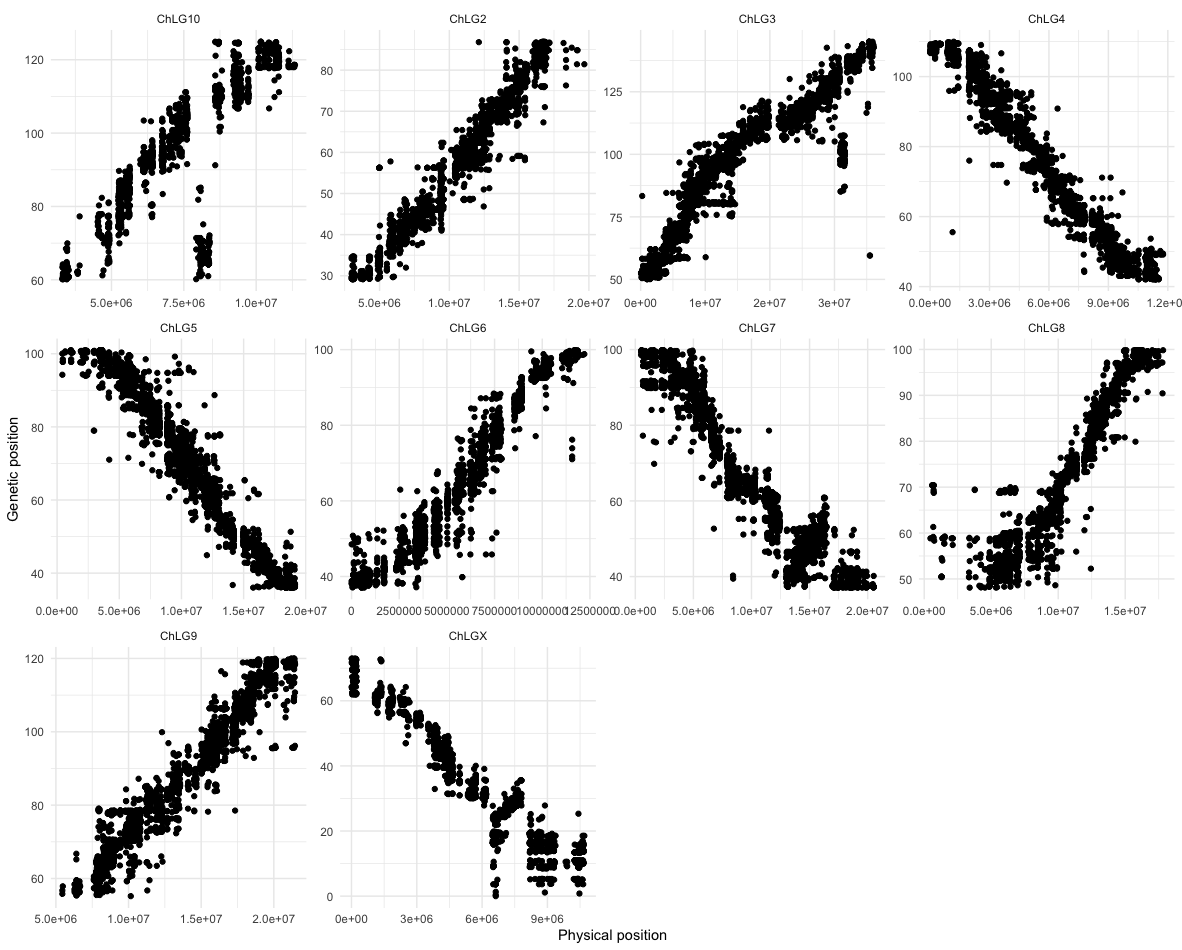 ChLG10 ChLG2 ChLG3 ChLG4
120
100
80
60
5.0e+06 7.5e+06 1.0e+07
80
70
60
50
40
30
5.0e+06 1.0e+07 1.5e+07 2.0e+07
125
100
75
50
0e+00 1e+07 2e+07 3e+07
100
80
60
40
0.0e+00 3.0e+06 6.0e+06 9.0e+06 1.2e+0
ChLG5 ChLG6 ChLG7 ChLG8
Genetic position
100
80
60
40
0.0e+00 5.0e+06 1.0e+07 1.5e+07 2.0e+07
100
80
60
40
0 2500000 5000000 7500000 10000000 12500000
100
80
60
40
0.0e+00 5.0e+06 1.0e+07 1.5e+07 2.0e+07
100
90
80
70
60
50
0.0e+00 5.0e+06 1.0e+07 1.5e+07
ChLG9 ChLGX
120
100
80
60
5.0e+06 1.0e+07 1.5e+07 2.0e+07
60
40
20
0
0e+00 3e+06 6e+06 9e+06
Physical position